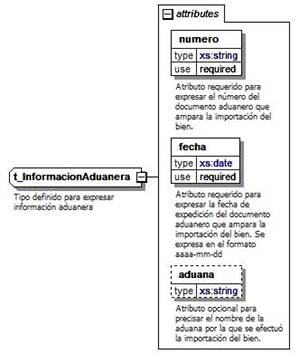 attributes
numero
type xs:string
use required
Atributo requerido para
expresar el número del
documento aduanero que
ampara la importación del
bien.
fecha
type xs:date
use required
Atributo requerido para
expresar la fecha de
expedición del documento
aduanero que ampara la
importación del bien. Se
expresa en el formato
aaaa-mm-dd
t_InformacionAduanera
Tipo definido para expresar
información aduanera
aduana
type xs:string
Atributo opcional para
precisar el nombre de la
aduana por la que se efectuó
la importación del bien.